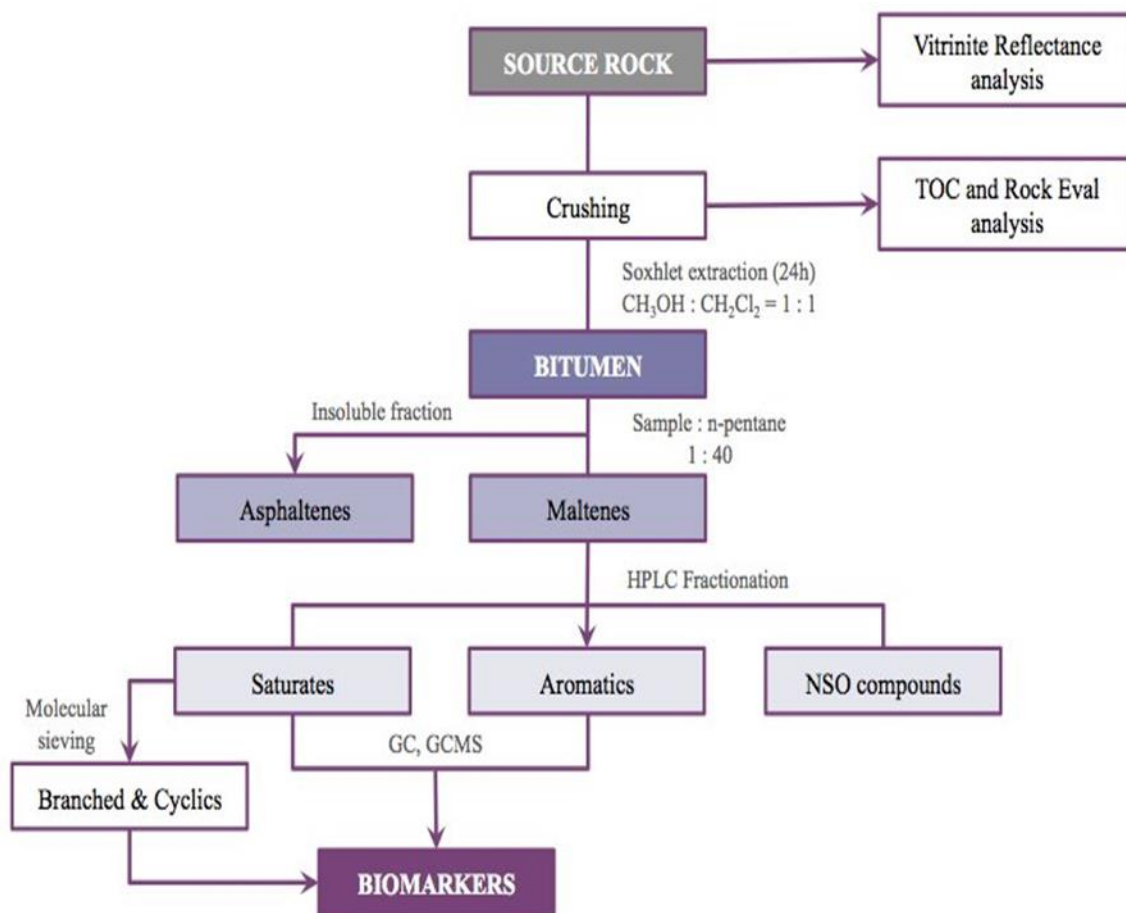 SOURCE ROCK
Vitrinite Reflectance
analysis
Crushing
TOC and Rock Eval
analysis
Soxhlet extraction (24h)
CH₃OH : CH₂Cl₂ = 1 : 1
BITUMEN
Insoluble fraction
Sample : n-pentane
1 : 40
Asphaltenes
Maltenes
HPLC Fractionation
Saturates
Aromatics
NSO compounds
Molecular
sieving
GC, GCMS
Branched & Cyclics
BIOMARKERS